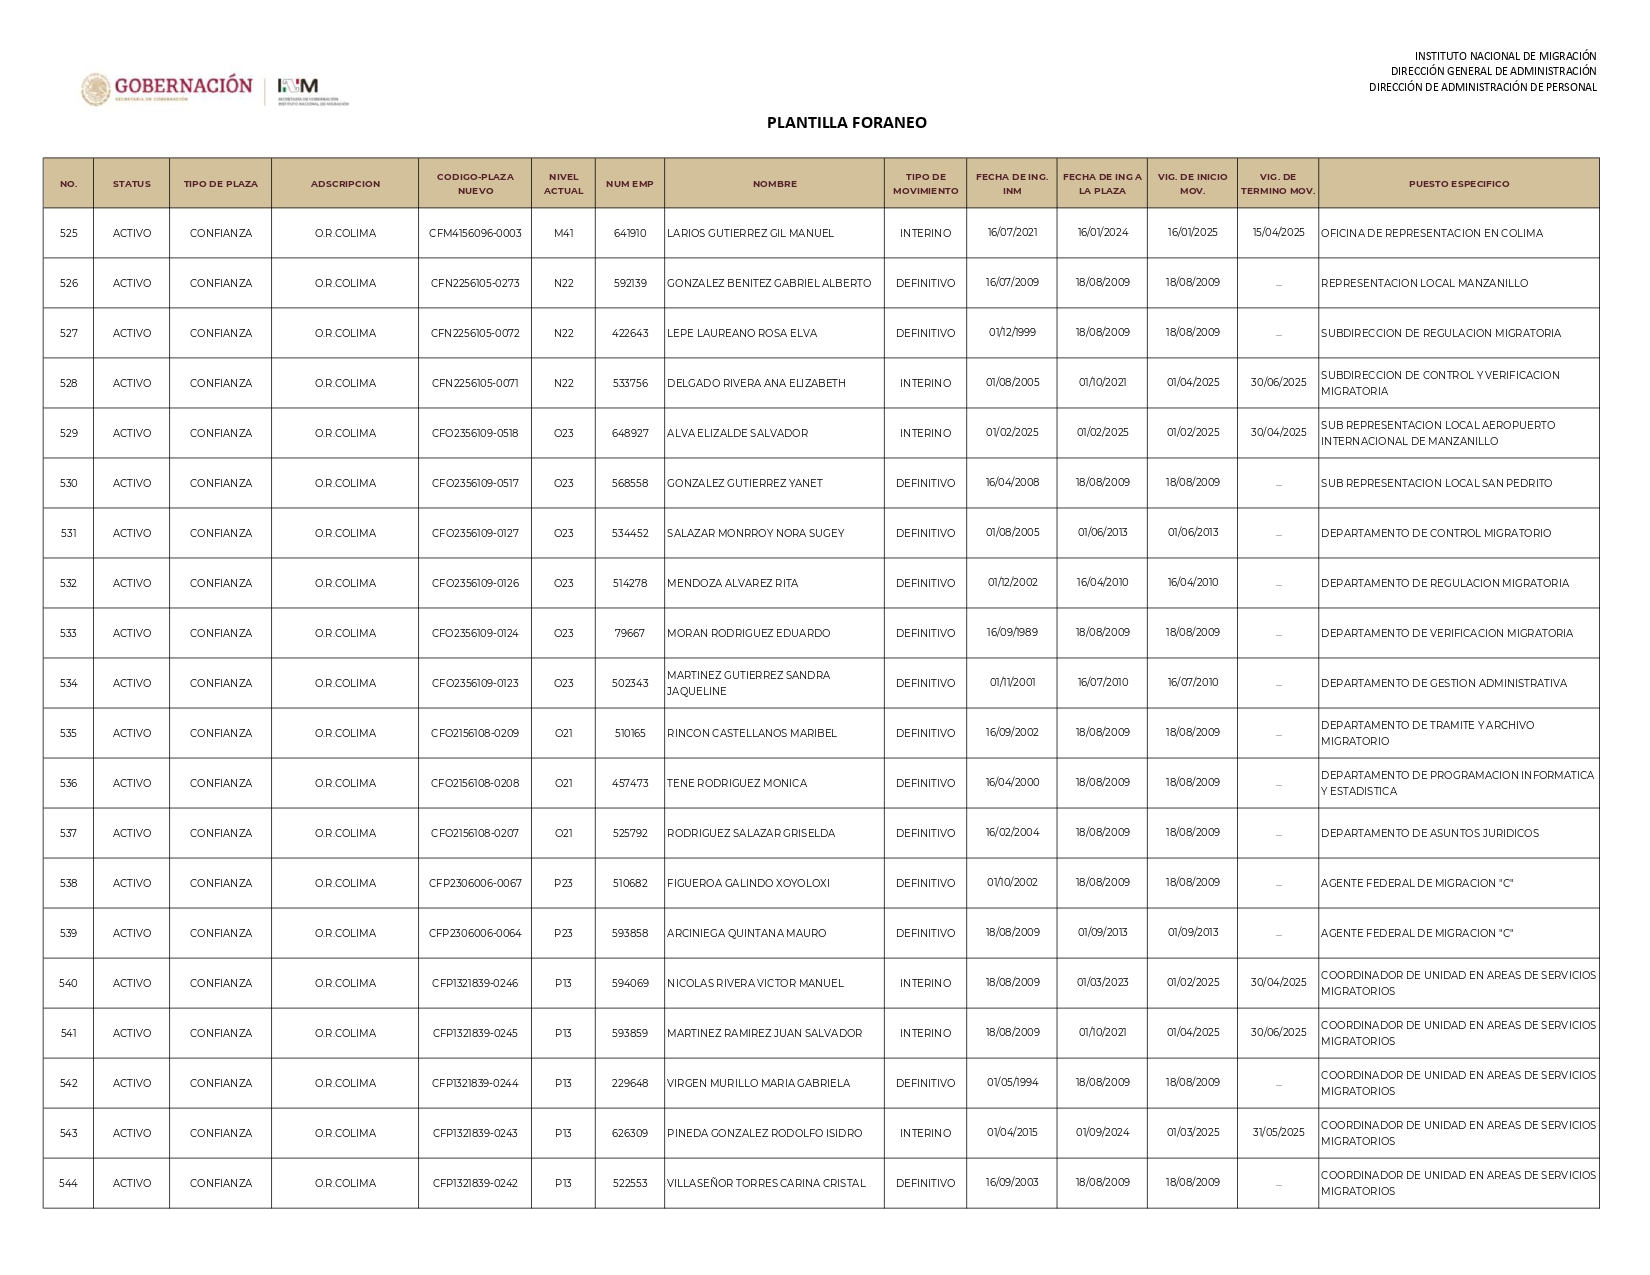 INSTITUTO NACIONAL DE MIGRACIÓN
DIRECCIÓN GENERAL DE ADMINISTRACIÓN
DIRECCIÓN DE ADMINISTRACIÓN DE PERSONAL
GOBERNACIÓN
SECRETARÍA DE GOBERNACIÓN
INM
SECRETARÍA DE GOBERNACIÓN
INSTITUTO NACIONAL DE MIGRACIÓN
PLANTILLA FORANEO
NO. STATUS TIPO DE PLAZA ADSCRIPCION CODIGO-PLAZA NUEVO NIVEL ACTUAL NUM EMP NOMBRE TIPO DE MOVIMIENTO FECHA DE ING. INM FECHA DE ING A LA PLAZA VIG. DE INICIO MOV. VIG. DE TERMINO MOV. PUESTO ESPECIFICO
525 ACTIVO CONFIANZA O.R.COLIMA CFM4156096-0003 M41 641910 LARIOS GUTIERREZ GIL MANUEL INTERINO 16/07/2021 16/01/2024 16/01/2025 15/04/2025 OFICINA DE REPRESENTACION EN COLIMA
526 ACTIVO CONFIANZA O.R.COLIMA CFN2256105-0273 N22 592139 GONZALEZ BENITEZ GABRIEL ALBERTO DEFINITIVO 16/07/2009 18/08/2009 18/08/2009 ... REPRESENTACION LOCAL MANZANILLO
527 ACTIVO CONFIANZA O.R.COLIMA CFN2256105-0072 N22 422643 LEPE LAUREANO ROSA ELVA DEFINITIVO 01/12/1999 18/08/2009 18/08/2009 ... SUBDIRECCION DE REGULACION MIGRATORIA
528 ACTIVO CONFIANZA O.R.COLIMA CFN2256105-0071 N22 533756 DELGADO RIVERA ANA ELIZABETH INTERINO 01/08/2005 01/10/2021 01/04/2025 30/06/2025 SUBDIRECCION DE CONTROL Y VERIFICACION MIGRATORIA
529 ACTIVO CONFIANZA O.R.COLIMA CFO2356109-0518 O23 648927 ALVA ELIZALDE SALVADOR INTERINO 01/02/2025 01/02/2025 01/02/2025 30/04/2025 SUB REPRESENTACION LOCAL AEROPUERTO INTERNACIONAL DE MANZANILLO
530 ACTIVO CONFIANZA O.R.COLIMA CFO2356109-0517 O23 568558 GONZALEZ GUTIERREZ YANET DEFINITIVO 16/04/2008 18/08/2009 18/08/2009 ... SUB REPRESENTACION LOCAL SAN PEDRITO
531 ACTIVO CONFIANZA O.R.COLIMA CFO2356109-0127 O23 534452 SALAZAR MONRROY NORA SUGEY DEFINITIVO 01/08/2005 01/06/2013 01/06/2013 ... DEPARTAMENTO DE CONTROL MIGRATORIO
532 ACTIVO CONFIANZA O.R.COLIMA CFO2356109-0126 O23 514278 MENDOZA ALVAREZ RITA DEFINITIVO 01/12/2002 16/04/2010 16/04/2010 ... DEPARTAMENTO DE REGULACION MIGRATORIA
533 ACTIVO CONFIANZA O.R.COLIMA CFO2356109-0124 O23 79667 MORAN RODRIGUEZ EDUARDO DEFINITIVO 16/09/1989 18/08/2009 18/08/2009 ... DEPARTAMENTO DE VERIFICACION MIGRATORIA
534 ACTIVO CONFIANZA O.R.COLIMA CFO2356109-0123 O23 502343 MARTINEZ GUTIERREZ SANDRA JAQUELINE DEFINITIVO 01/11/2001 16/07/2010 16/07/2010 ... DEPARTAMENTO DE GESTION ADMINISTRATIVA
535 ACTIVO CONFIANZA O.R.COLIMA CFO2156108-0209 O21 510165 RINCON CASTELLANOS MARIBEL DEFINITIVO 16/09/2002 18/08/2009 18/08/2009 ... DEPARTAMENTO DE TRAMITE Y ARCHIVO MIGRATORIO
536 ACTIVO CONFIANZA O.R.COLIMA CFO2156108-0208 O21 457473 TENE RODRIGUEZ MONICA DEFINITIVO 16/04/2000 18/08/2009 18/08/2009 ... DEPARTAMENTO DE PROGRAMACION INFORMATICA Y ESTADISTICA
537 ACTIVO CONFIANZA O.R.COLIMA CFO2156108-0207 O21 525792 RODRIGUEZ SALAZAR GRISELDA DEFINITIVO 16/02/2004 18/08/2009 18/08/2009 ... DEPARTAMENTO DE ASUNTOS JURIDICOS
538 ACTIVO CONFIANZA O.R.COLIMA CFP2306006-0067 P23 510682 FIGUEROA GALINDO XOYOLOXI DEFINITIVO 01/10/2002 18/08/2009 18/08/2009 ... AGENTE FEDERAL DE MIGRACION "C"
539 ACTIVO CONFIANZA O.R.COLIMA CFP2306006-0064 P23 593858 ARCINIEGA QUINTANA MAURO DEFINITIVO 18/08/2009 01/09/2013 01/09/2013 ... AGENTE FEDERAL DE MIGRACION "C"
540 ACTIVO CONFIANZA O.R.COLIMA CFP1321839-0246 P13 594069 NICOLAS RIVERA VICTOR MANUEL INTERINO 18/08/2009 01/03/2023 01/02/2025 30/04/2025 COORDINADOR DE UNIDAD EN AREAS DE SERVICIOS MIGRATORIOS
541 ACTIVO CONFIANZA O.R.COLIMA CFP1321839-0245 P13 593859 MARTINEZ RAMIREZ JUAN SALVADOR INTERINO 18/08/2009 01/10/2021 01/04/2025 30/06/2025 COORDINADOR DE UNIDAD EN AREAS DE SERVICIOS MIGRATORIOS
542 ACTIVO CONFIANZA O.R.COLIMA CFP1321839-0244 P13 229648 VIRGEN MURILLO MARIA GABRIELA DEFINITIVO 01/05/1994 18/08/2009 18/08/2009 ... COORDINADOR DE UNIDAD EN AREAS DE SERVICIOS MIGRATORIOS
543 ACTIVO CONFIANZA O.R.COLIMA CFP1321839-0243 P13 626309 PINEDA GONZALEZ RODOLFO ISIDRO INTERINO 01/04/2015 01/09/2024 01/03/2025 31/05/2025 COORDINADOR DE UNIDAD EN AREAS DE SERVICIOS MIGRATORIOS
544 ACTIVO CONFIANZA O.R.COLIMA CFP1321839-0242 P13 522553 VILLASEÑOR TORRES CARINA CRISTAL DEFINITIVO 16/09/2003 18/08/2009 18/08/2009 ... COORDINADOR DE UNIDAD EN AREAS DE SERVICIOS MIGRATORIOS